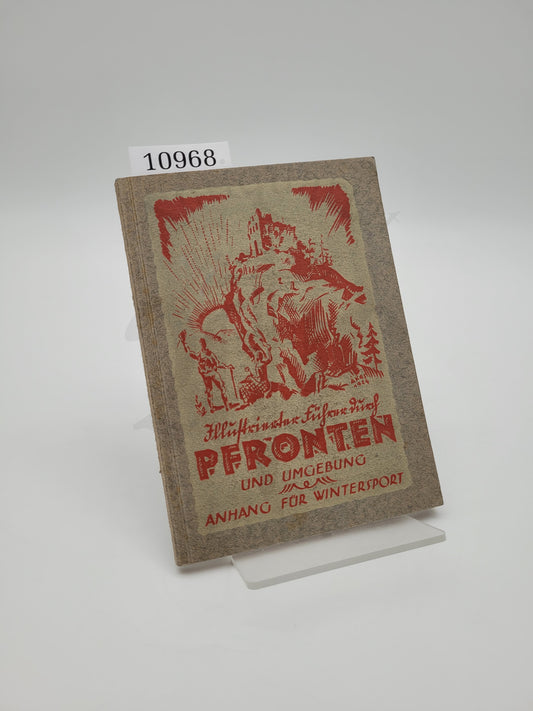 10968
Illustrierter Führer durch
PFRONTEN
UND UMGEBUNG
ANHANG FÜR WINTERSPORT